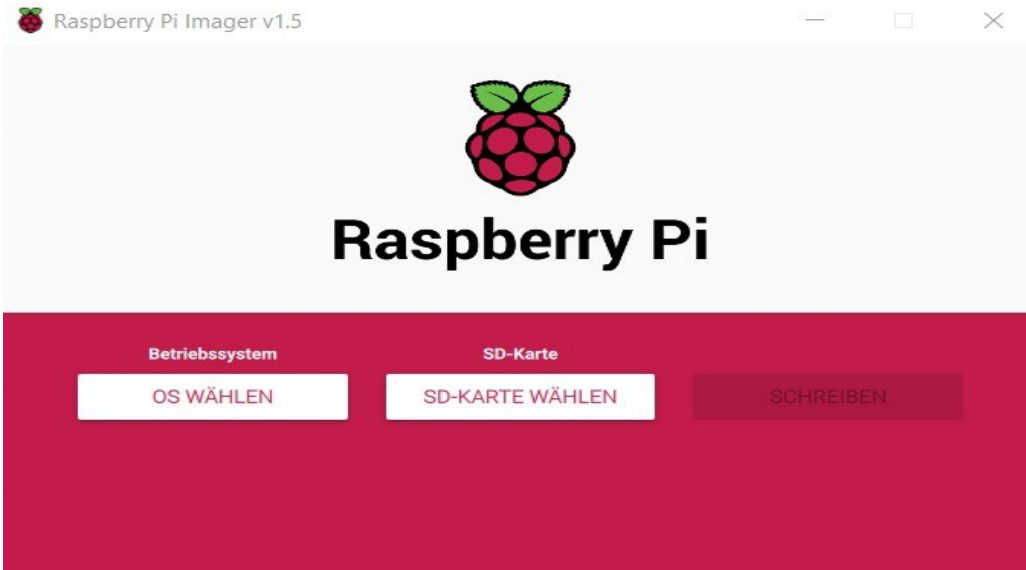 Raspberry Pi Imager v1.5
Raspberry Pi
Betriebssystem
SD-Karte
OS WÄHLEN
SD-KARTE WÄHLEN
SCHREIBEN